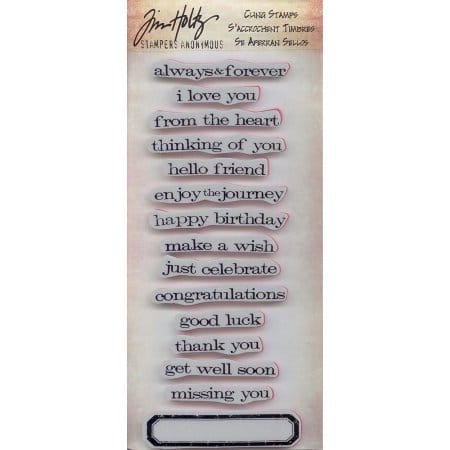 Tim Holtz
STAMPERS ANONYMOUS
CLING STAMPS
S'ACCROCHENT TIMBRES
SE AFERRAN SELLOS
always&forever
i love you
from the heart
thinking of you
hello friend
enjoy the journey
happy birthday
make a wish
just celebrate
congratulations
good luck
thank you
get well soon
missing you